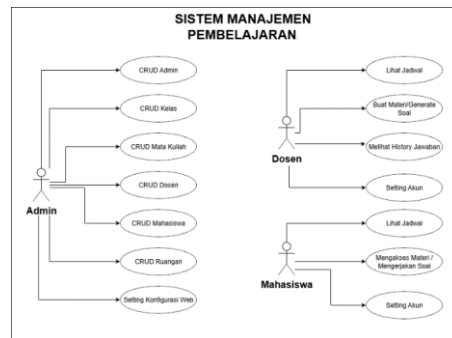 SISTEM MANAJEMEN
PEMBELAJARAN
CRUD Admin
CRUD Kelas
CRUD Mata Kuliah
CRUD Dosen
CRUD Mahasiswa
CRUD Ruangan
Setting Konfigurasi Web
Admin
Lihat Jadwal
Buat Materi/Generate
Soal
Melihat History Jawaban
Setting Akun
Dosen
Lihat Jadwal
Mengakses Materi /
Mengerjakan Soal
Setting Akun
Mahasiswa